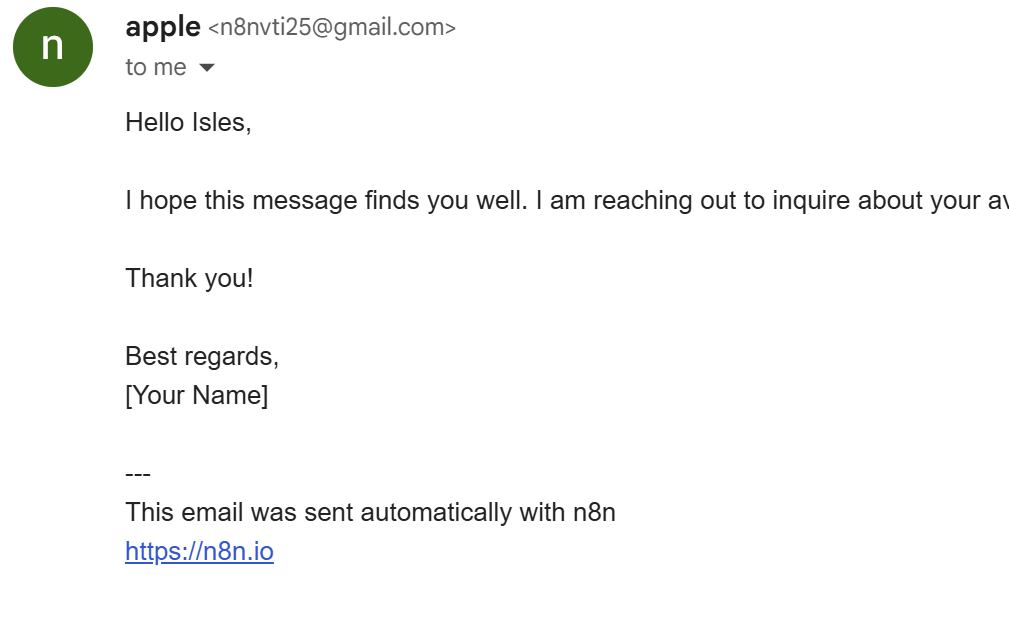 n
apple <n8nvti25@gmail.com>
to me
Hello Isles,
I hope this message finds you well. I am reaching out to inquire about your
Thank you!
Best regards,
[Your Name]
---
This email was sent automatically with n8n
https://n8n.io